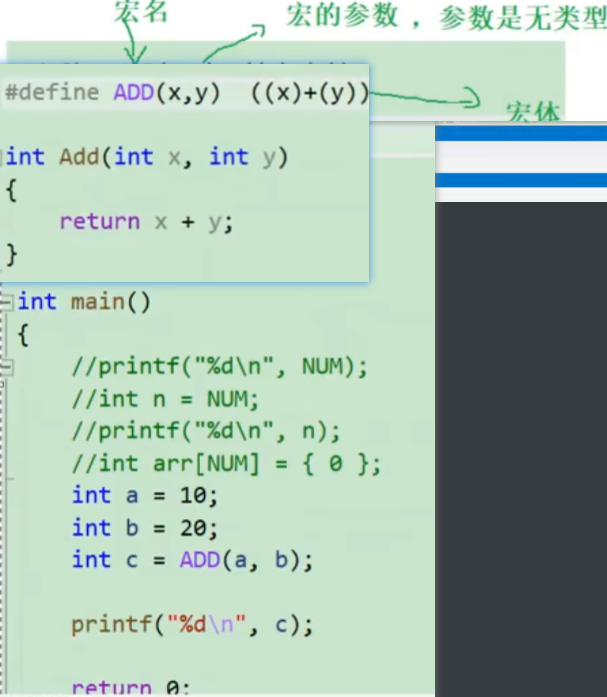 宏名
宏的参数，参数是无类型
#define ADD(x,y) ((x)+(y))
宏体
int Add(int x, int y)
{
return x + y;
}
int main()
{
//printf("%d\n", NUM);
//int n = NUM;
//printf("%d\n", n);
//int arr[NUM] = { 0 };
int a = 10;
int b = 20;
int c = ADD(a, b);
printf("%d\n", c);
return 0;